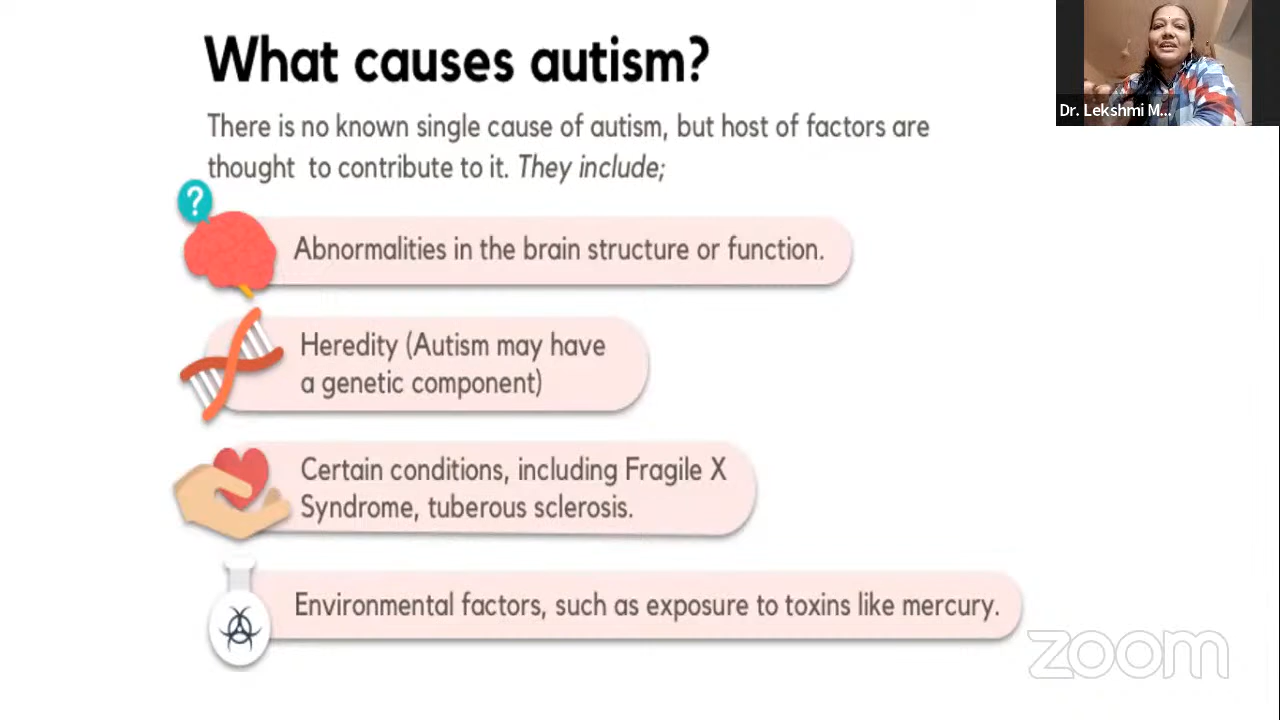 What causes autism?
There is no known single cause of autism, but host of factors are
thought to contribute to it. They include;
?
Abnormalities in the brain structure or function.
Heredity (Autism may have
a genetic component)
Certain conditions, including Fragile X
Syndrome, tuberous sclerosis.
Environmental factors, such as exposure to toxins like mercury.
Dr. Lekshmi M...
zoom